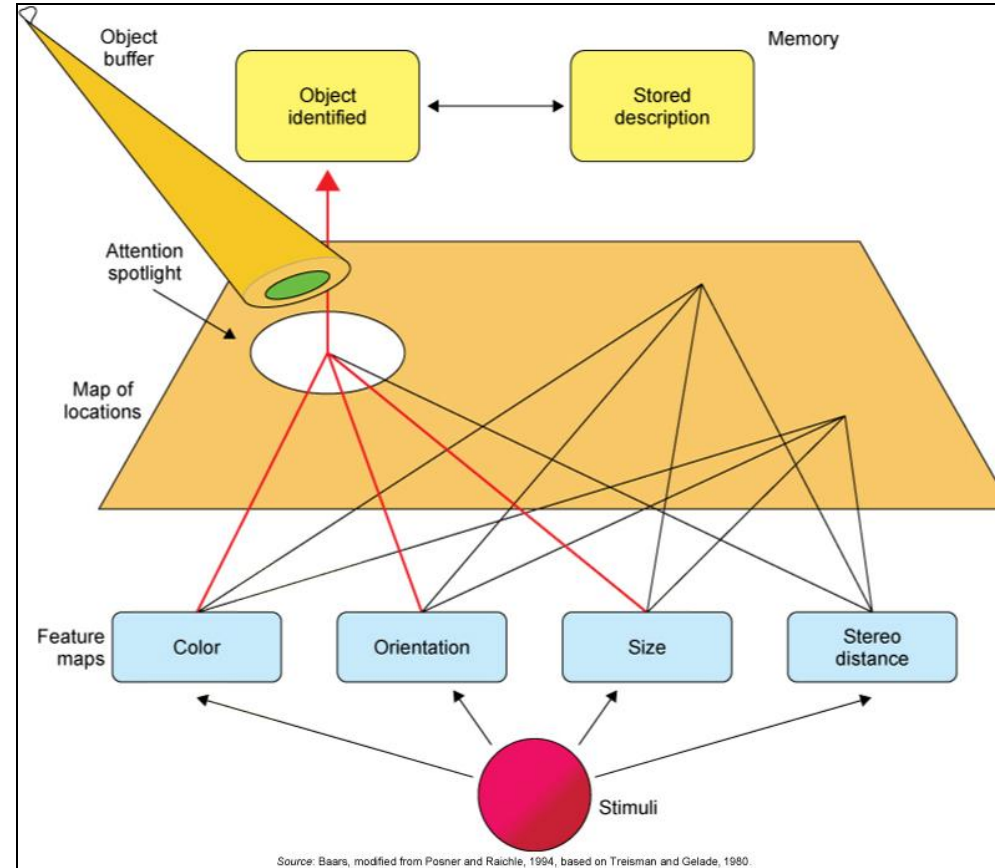 Object
buffer
Memory
Object
identified
Stored
description
Attention
spotlight
Map of
locations
Feature
maps
Color
Orientation
Size
Stereo
distance
Stimuli
Source: Baars, modified from Posner and Raichle, 1994, based on Treisman and Gelade, 1980.